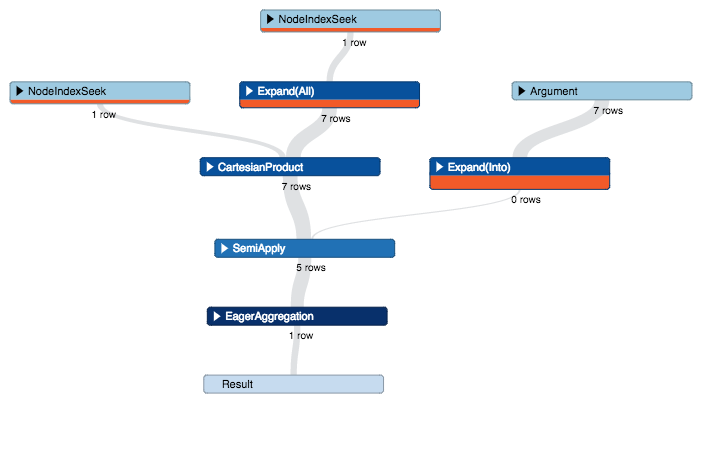 NodeIndexSeek
1 row
NodeIndexSeek
1 row
Expand(All)
7 rows
Argument
7 rows
CartesianProduct
7 rows
Expand(Into)
0 rows
SemiApply
5 rows
EagerAggregation
1 row
Result